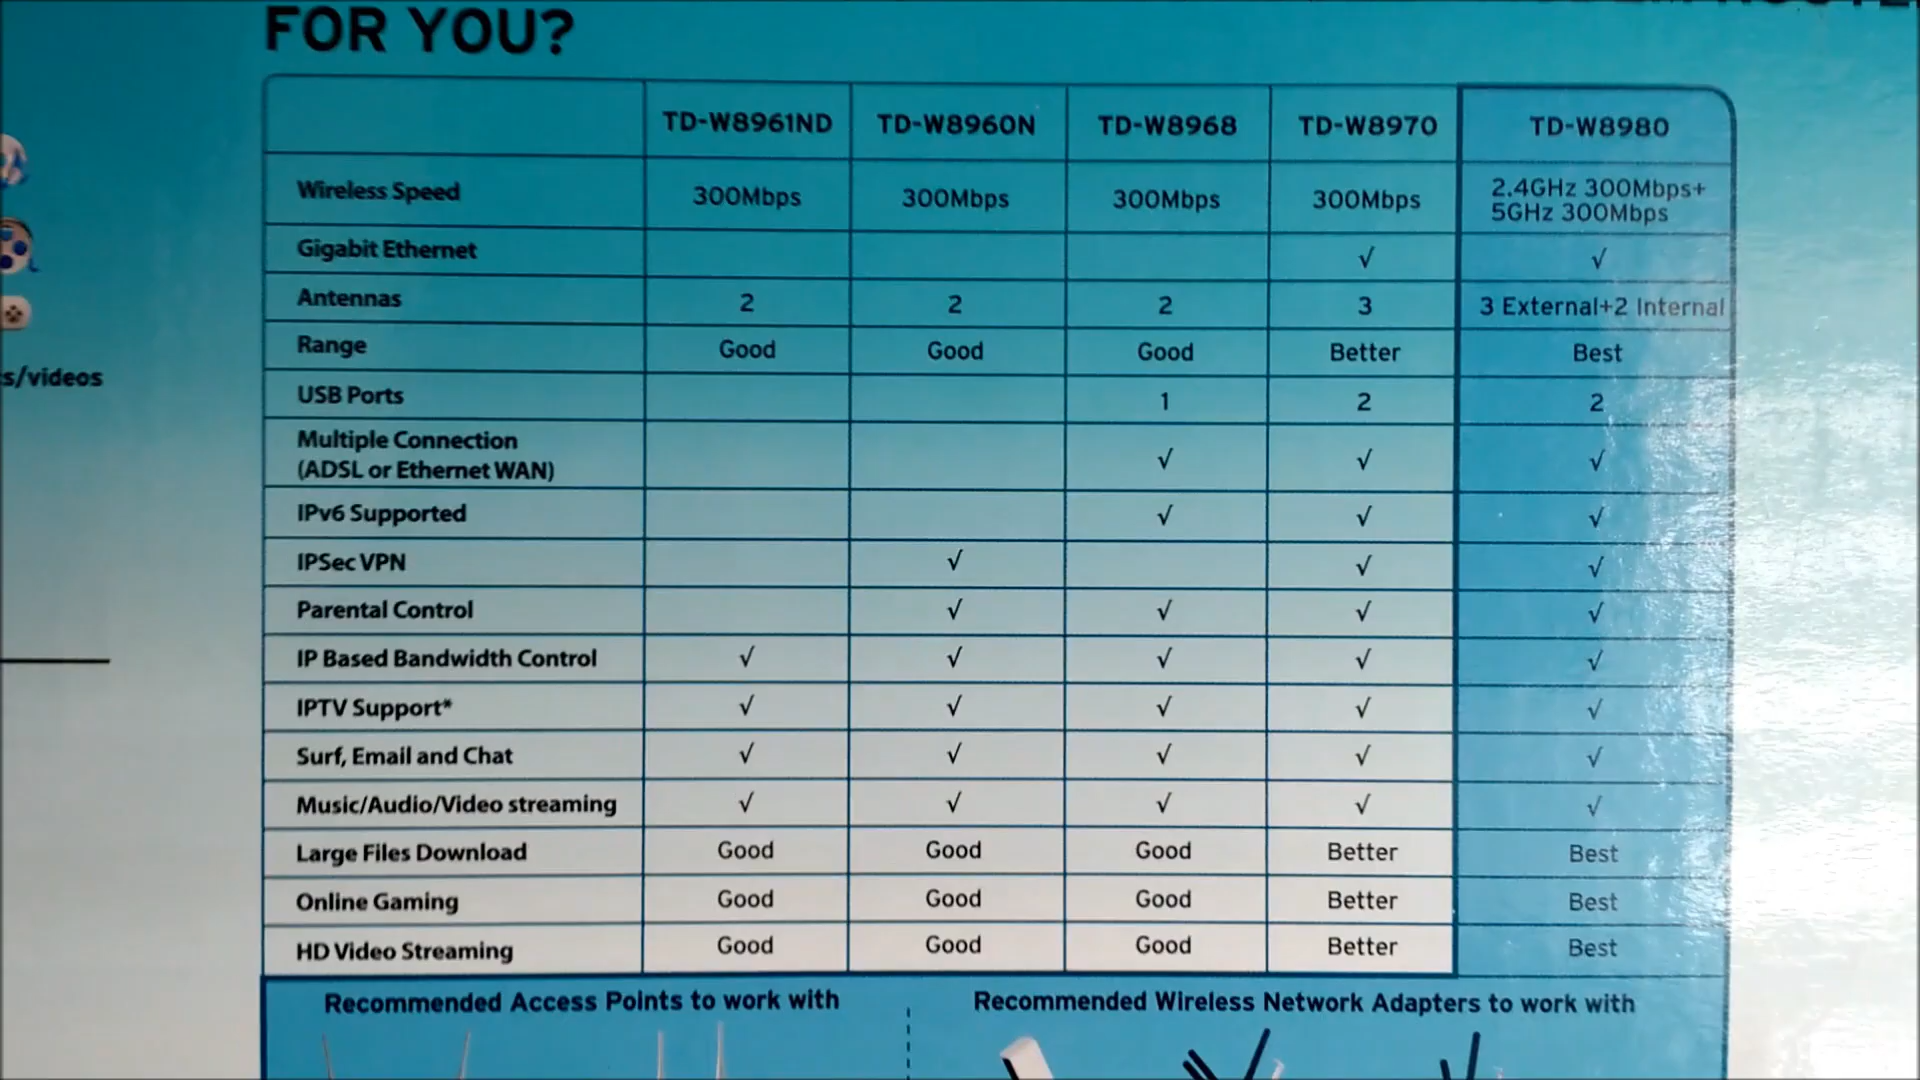 FOR YOU?
TD-W8961ND TD-W8960N TD-W8968 TD-W8970 TD-W8980
Wireless Speed 300Mbps 300Mbps 300Mbps 300Mbps 2.4GHz 300Mbps+
5GHz 300Mbps
Gigabit Ethernet √ √
Antennas 2 2 2 3 3 External+2 Internal
Range Good Good Good Better Best
s/videos
USB Ports 1 2 2
Multiple Connection
(ADSL or Ethernet WAN) √ √ √
IPv6 Supported √ √ √
IPSec VPN √ √ √
Parental Control √ √ √ √
IP Based Bandwidth Control √ √ √ √ √
IPTV Support* √ √ √ √ √
Surf, Email and Chat √ √ √ √ √
Music/Audio/Video streaming √ √ √ √ √
Large Files Download Good Good Good Better Best
Online Gaming Good Good Good Better Best
HD Video Streaming Good Good Good Better Best
Recommended Access Points to work with
Recommended Wireless Network Adapters to work with